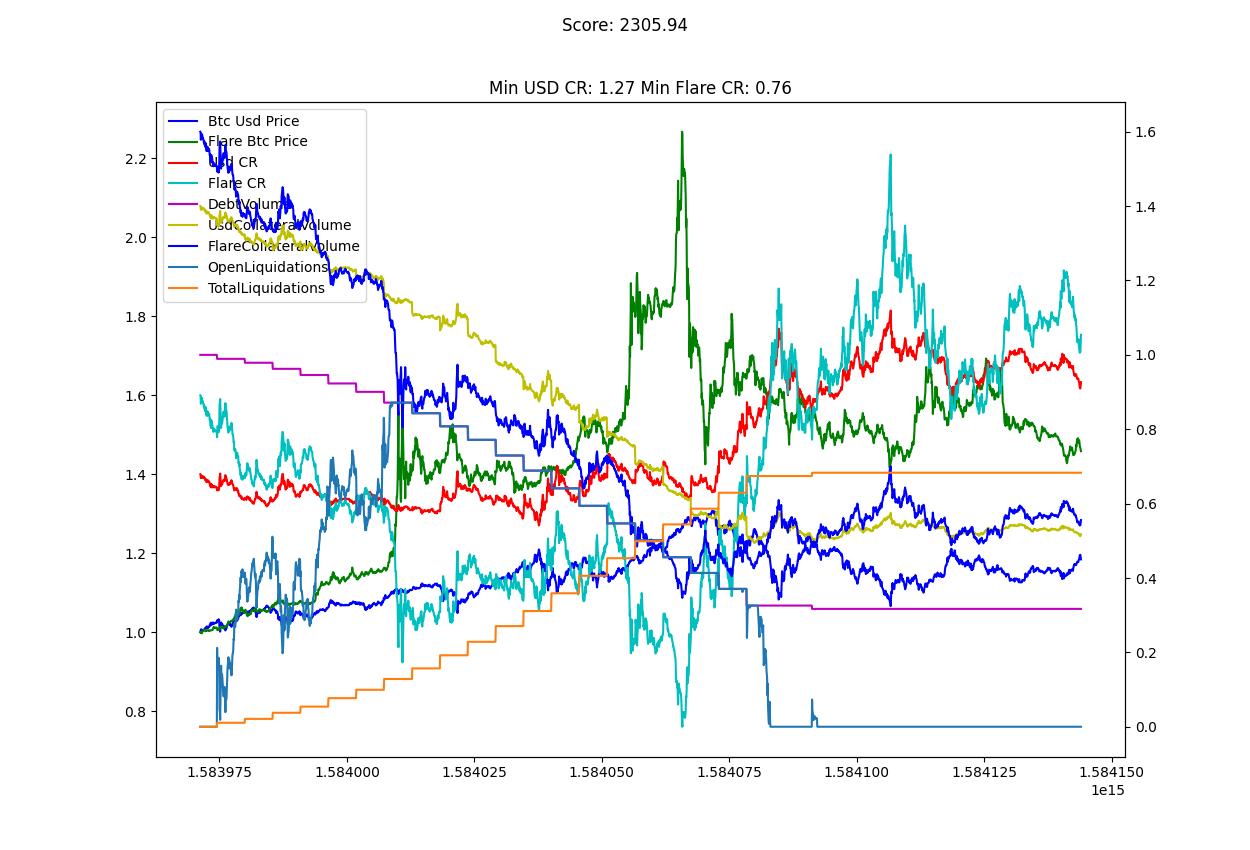 Score: 2305.94
Min USD CR: 1.27 Min Flare CR: 0.76
Btc Usd Price
Flare Btc Price
Usd CR
Flare CR
DebtVolume
UsdCollateralVolume
FlareCollateralVolume
OpenLiquidations
TotalLiquidations
2.2
2.0
1.8
1.6
1.4
1.2
1.0
0.8
1.6
1.4
1.2
1.0
0.8
0.6
0.4
0.2
0.0
1.583975 1.584000 1.584025 1.584050 1.584075 1.584100 1.584125 1.584150
1e15